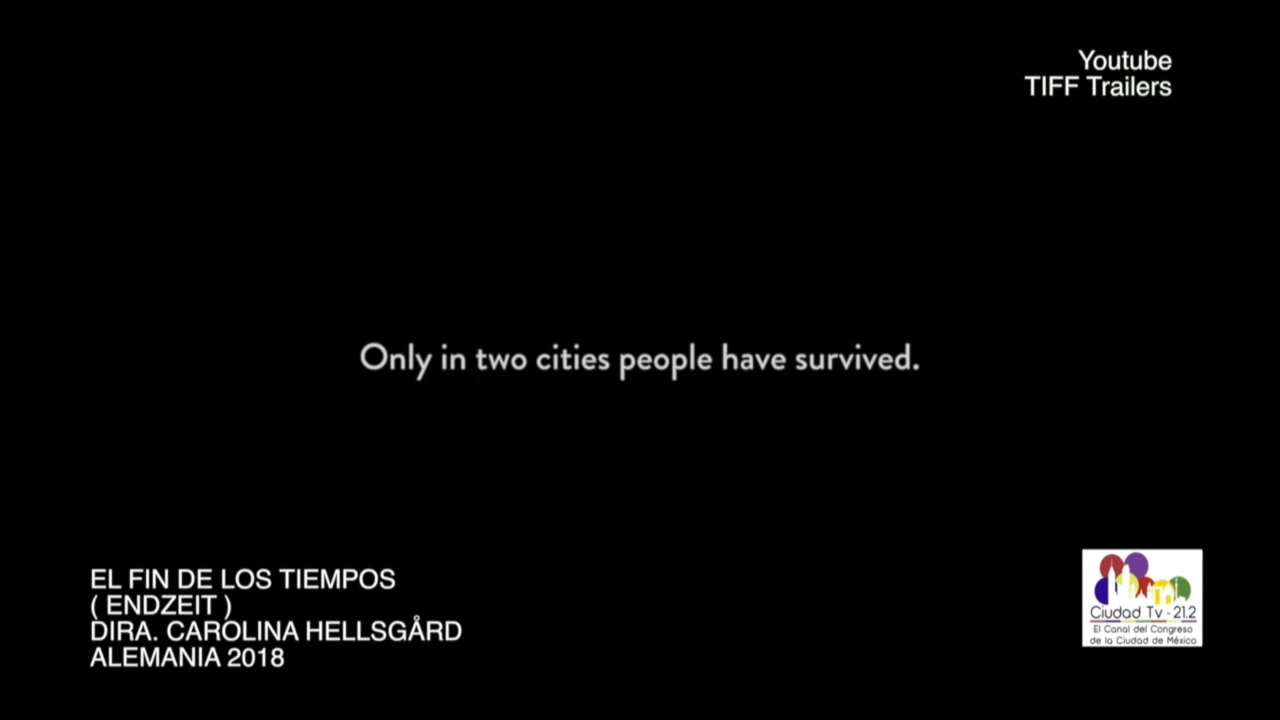 Youtube
TIFF Trailers
Only in two cities people have survived.
EL FIN DE LOS TIEMPOS
( ENDZEIT )
DIRA. CAROLINA HELLSGÅRD
ALEMANIA 2018
Ciudad Tv - 21.2
El Canal del Congreso
de la Ciudad de México